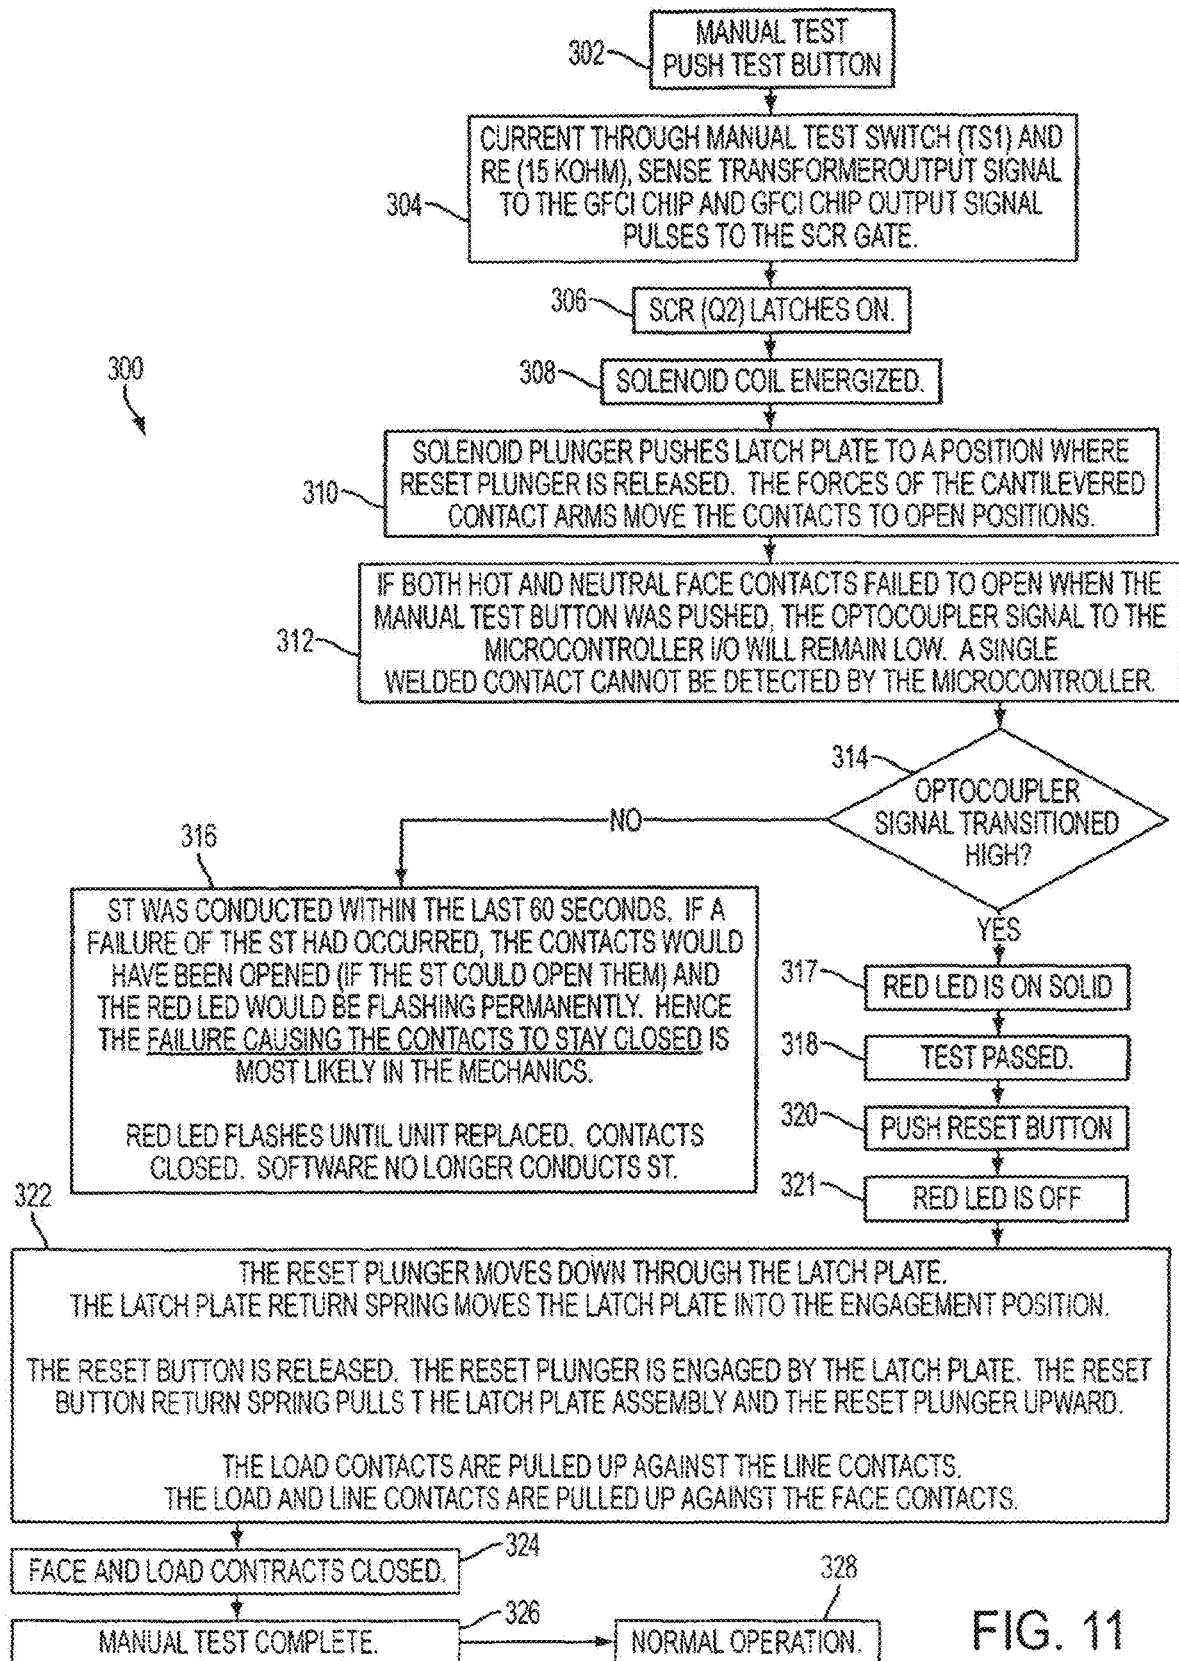 MANUAL TEST
PUSH TEST BUTTON
302
CURRENT THROUGH MANUAL TEST SWITCH (TS1) AND
RE (15 KOHM), SENSE TRANSFORMEROUTPUT SIGNAL
TO THE GFCI CHIP AND GFCI CHIP OUTPUT SIGNAL
PULSES TO THE SCR GATE.
304
306
SCR (Q2) LATCHES ON.
300
308
SOLENOID COIL ENERGIZED.
SOLENOID PLUNGER PUSHES LATCH PLATE TO A POSITION WHERE
RESET PLUNGER IS RELEASED. THE FORCES OF THE CANTILEVERED
CONTACT ARMS MOVE THE CONTACTS TO OPEN POSITIONS.
310
IF BOTH HOT AND NEUTRAL FACE CONTACTS FAILED TO OPEN WHEN THE
MANUAL TEST BUTTON WAS PUSHED, THE OPTOCOUPLER SIGNAL TO THE
MICROCONTROLLER I/O WILL REMAIN LOW. A SINGLE
WELDED CONTACT CANNOT BE DETECTED BY THE MICROCONTROLLER.
312
314
OPTOCOUPLER
SIGNAL TRANSITIONED
HIGH?
NO
316
ST WAS CONDUCTED WITHIN THE LAST 60 SECONDS. IF A
FAILURE OF THE ST HAD OCCURRED, THE CONTACTS WOULD
HAVE BEEN OPENED (IF THE ST COULD OPEN THEM) AND
THE RED LED WOULD BE FLASHING PERMANENTLY. HENCE
THE FAILURE CAUSING THE CONTACTS TO STAY CLOSED IS
MOST LIKELY IN THE MECHANICS.
RED LED FLASHES UNTIL UNIT REPLACED. CONTACTS
CLOSED. SOFTWARE NO LONGER CONDUCTS ST.
YES
317
RED LED IS ON SOLID
318
TEST PASSED.
320
PUSH RESET BUTTON
321
RED LED IS OFF
322
THE RESET PLUNGER MOVES DOWN THROUGH THE LATCH PLATE.
THE LATCH PLATE RETURN SPRING MOVES THE LATCH PLATE INTO THE ENGAGEMENT POSITION.
THE RESET BUTTON IS RELEASED. THE RESET PLUNGER IS ENGAGED BY THE LATCH PLATE. THE RESET
BUTTON RETURN SPRING PULLS T HE LATCH PLATE ASSEMBLY AND THE RESET PLUNGER UPWARD.
THE LOAD CONTACTS ARE PULLED UP AGAINST THE LINE CONTACTS.
THE LOAD AND LINE CONTACTS ARE PULLED UP AGAINST THE FACE CONTACTS.
FACE AND LOAD CONTRACTS CLOSED.
324
MANUAL TEST COMPLETE.
326
328
NORMAL OPERATION.
FIG. 11